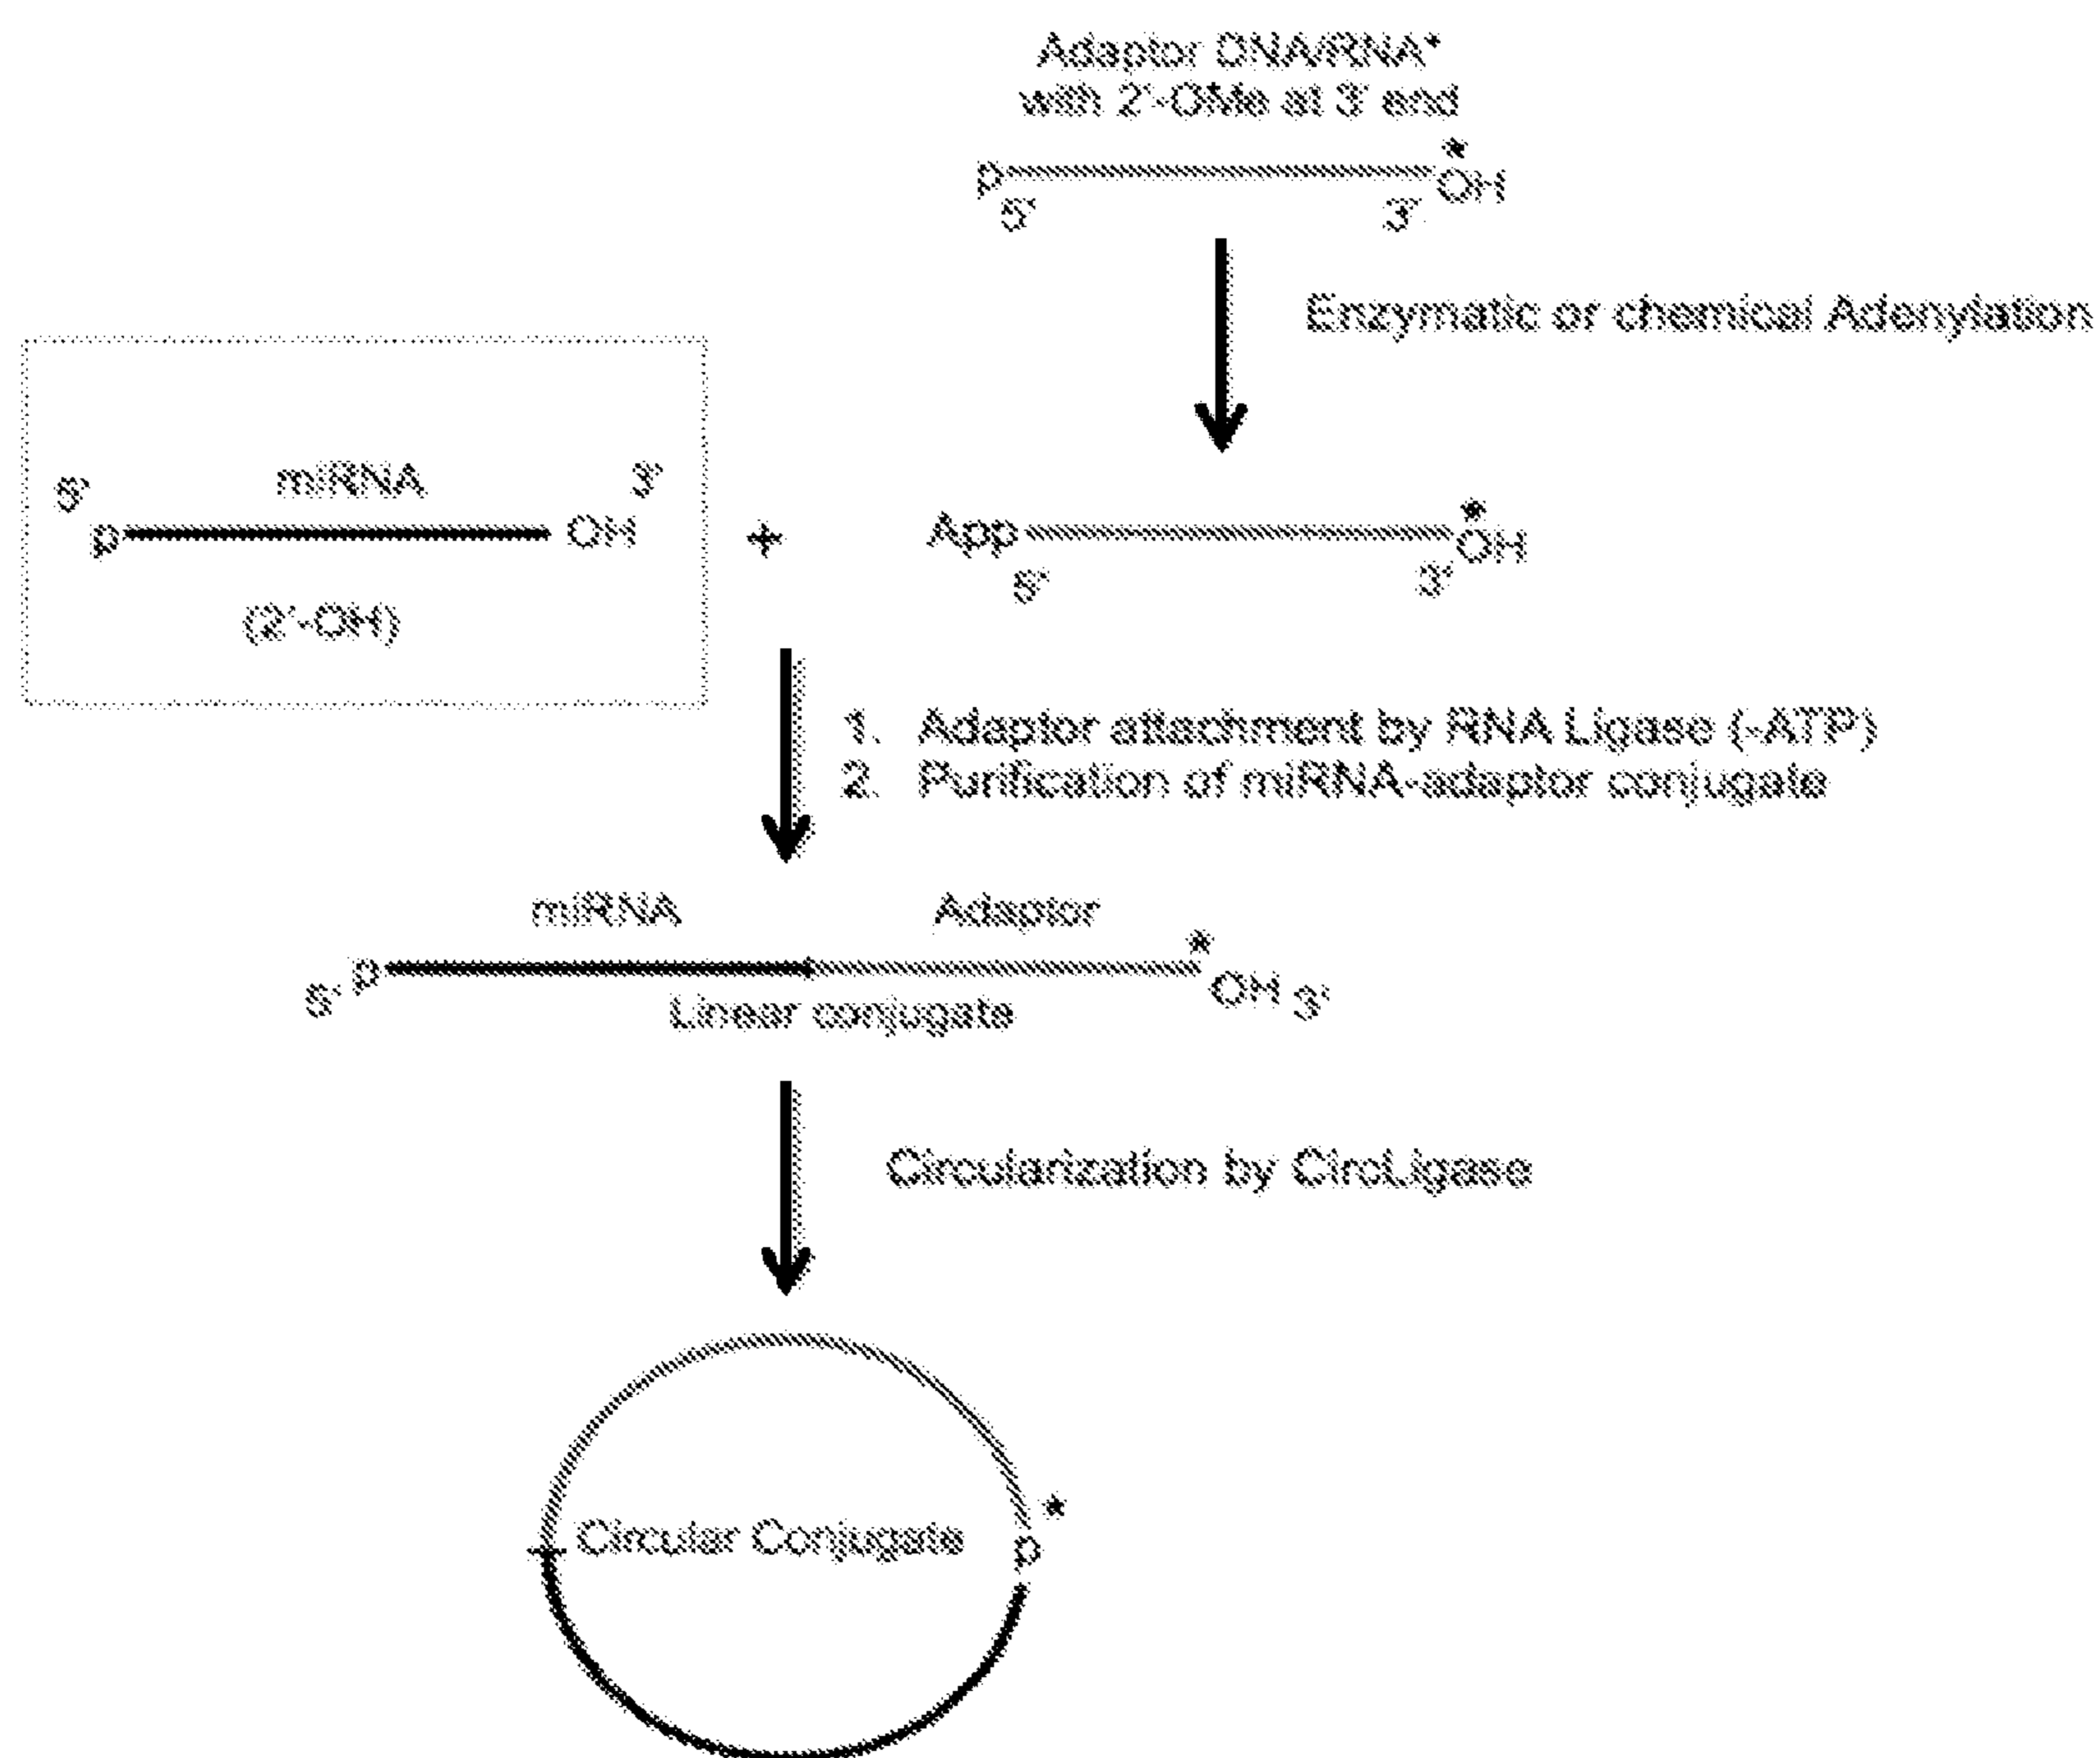 Adaptor DNA/RNA*
with 2'-OMe at 3' end
*
p OH
5' 3'
Enzymatic or chemical Adenylation
5' miRNA 3'
p OH
(2'-OH)
+
*
App OH
5' 3'
1. Adaptor attachment by RNA Ligase (-ATP)
2. Purification of miRNA-adaptor conjugate
miRNA Adaptor
*
5' p OH 3'
Linear conjugate
Circularization by CircLigase
*
Circular Conjugate p